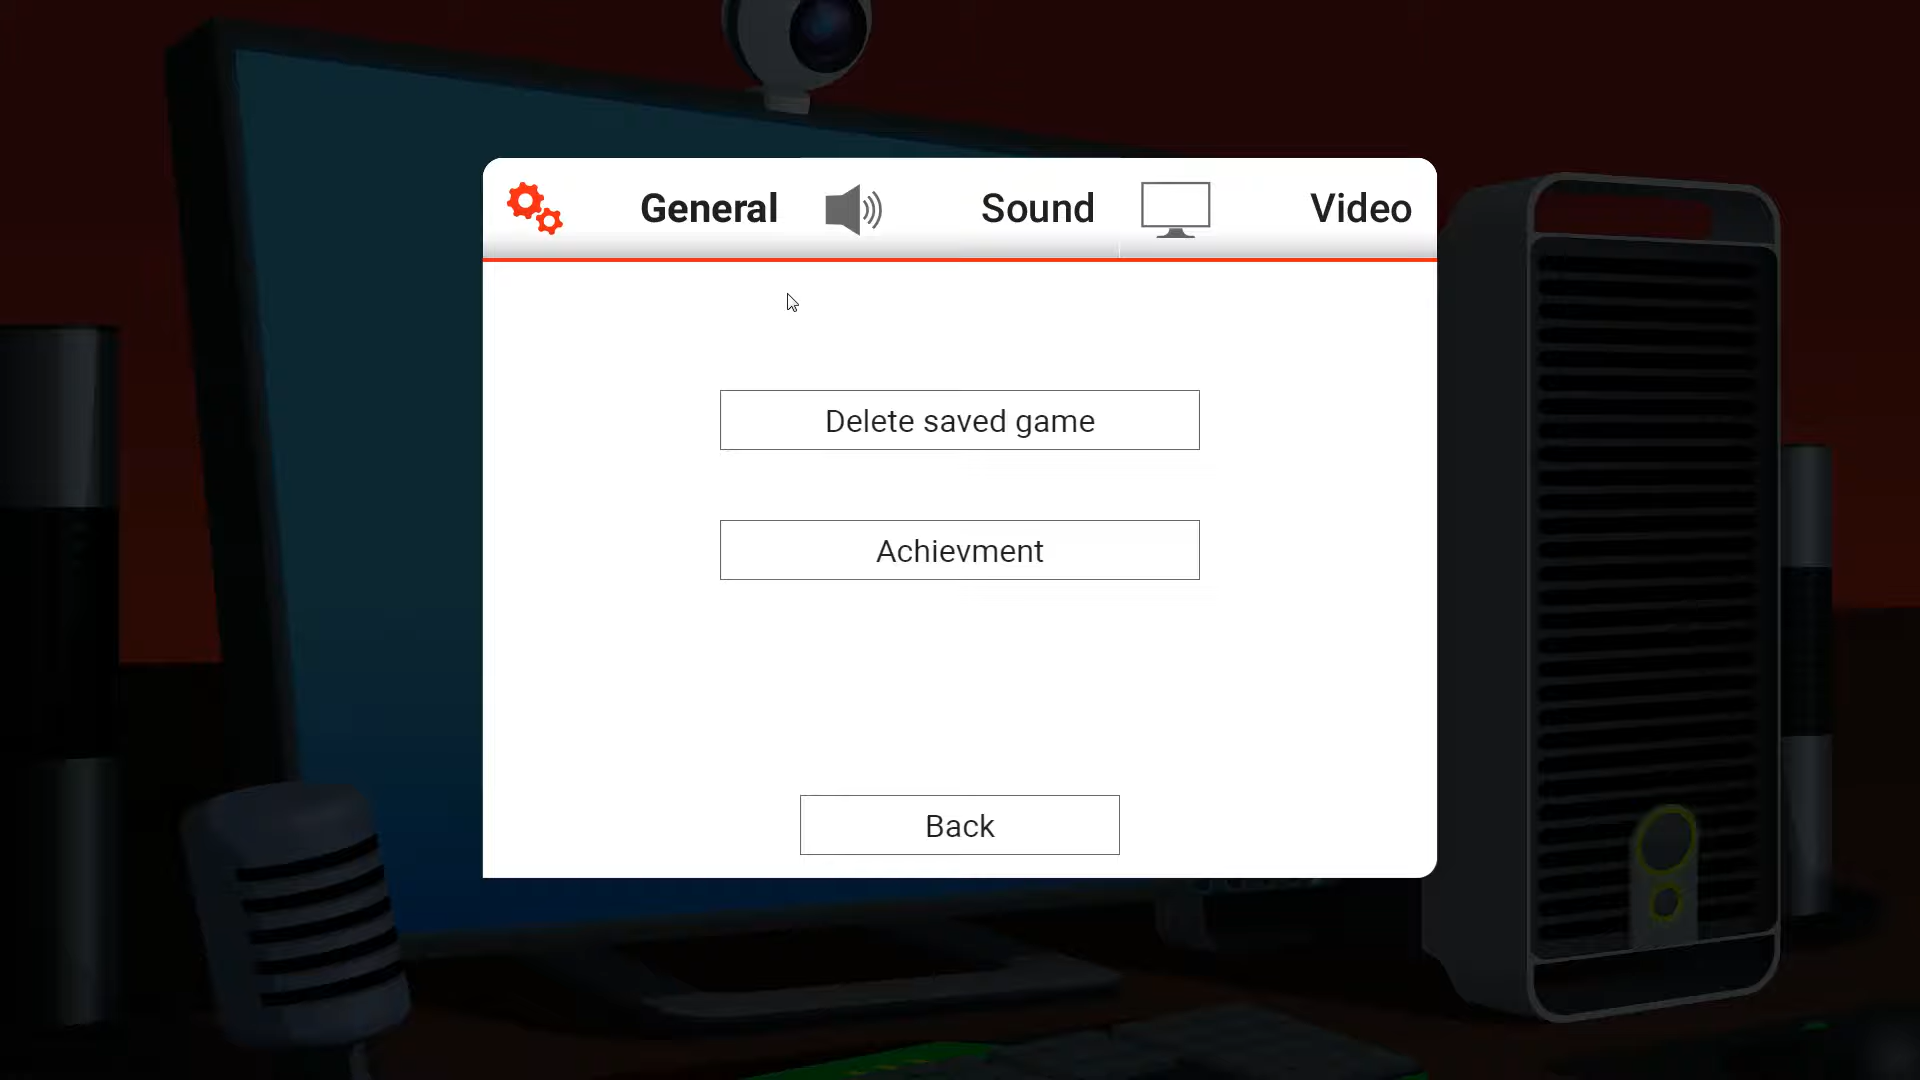 General
Sound
Video
Delete saved game
Achievment
Back